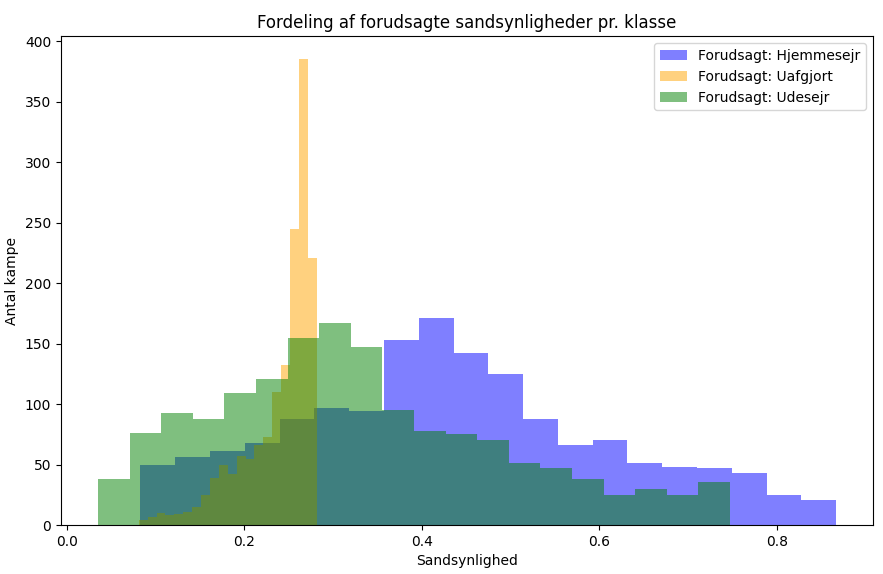 Fordeling af forudsagte sandsynligheder pr. klasse
Forudsagt: Hjemmesejr
Forudsagt: Uafgjort
Forudsagt: Udesejr
Antal kampe
400
350
300
250
200
150
100
50
0
0.0 0.2 0.4 0.6 0.8
Sandsynlighed